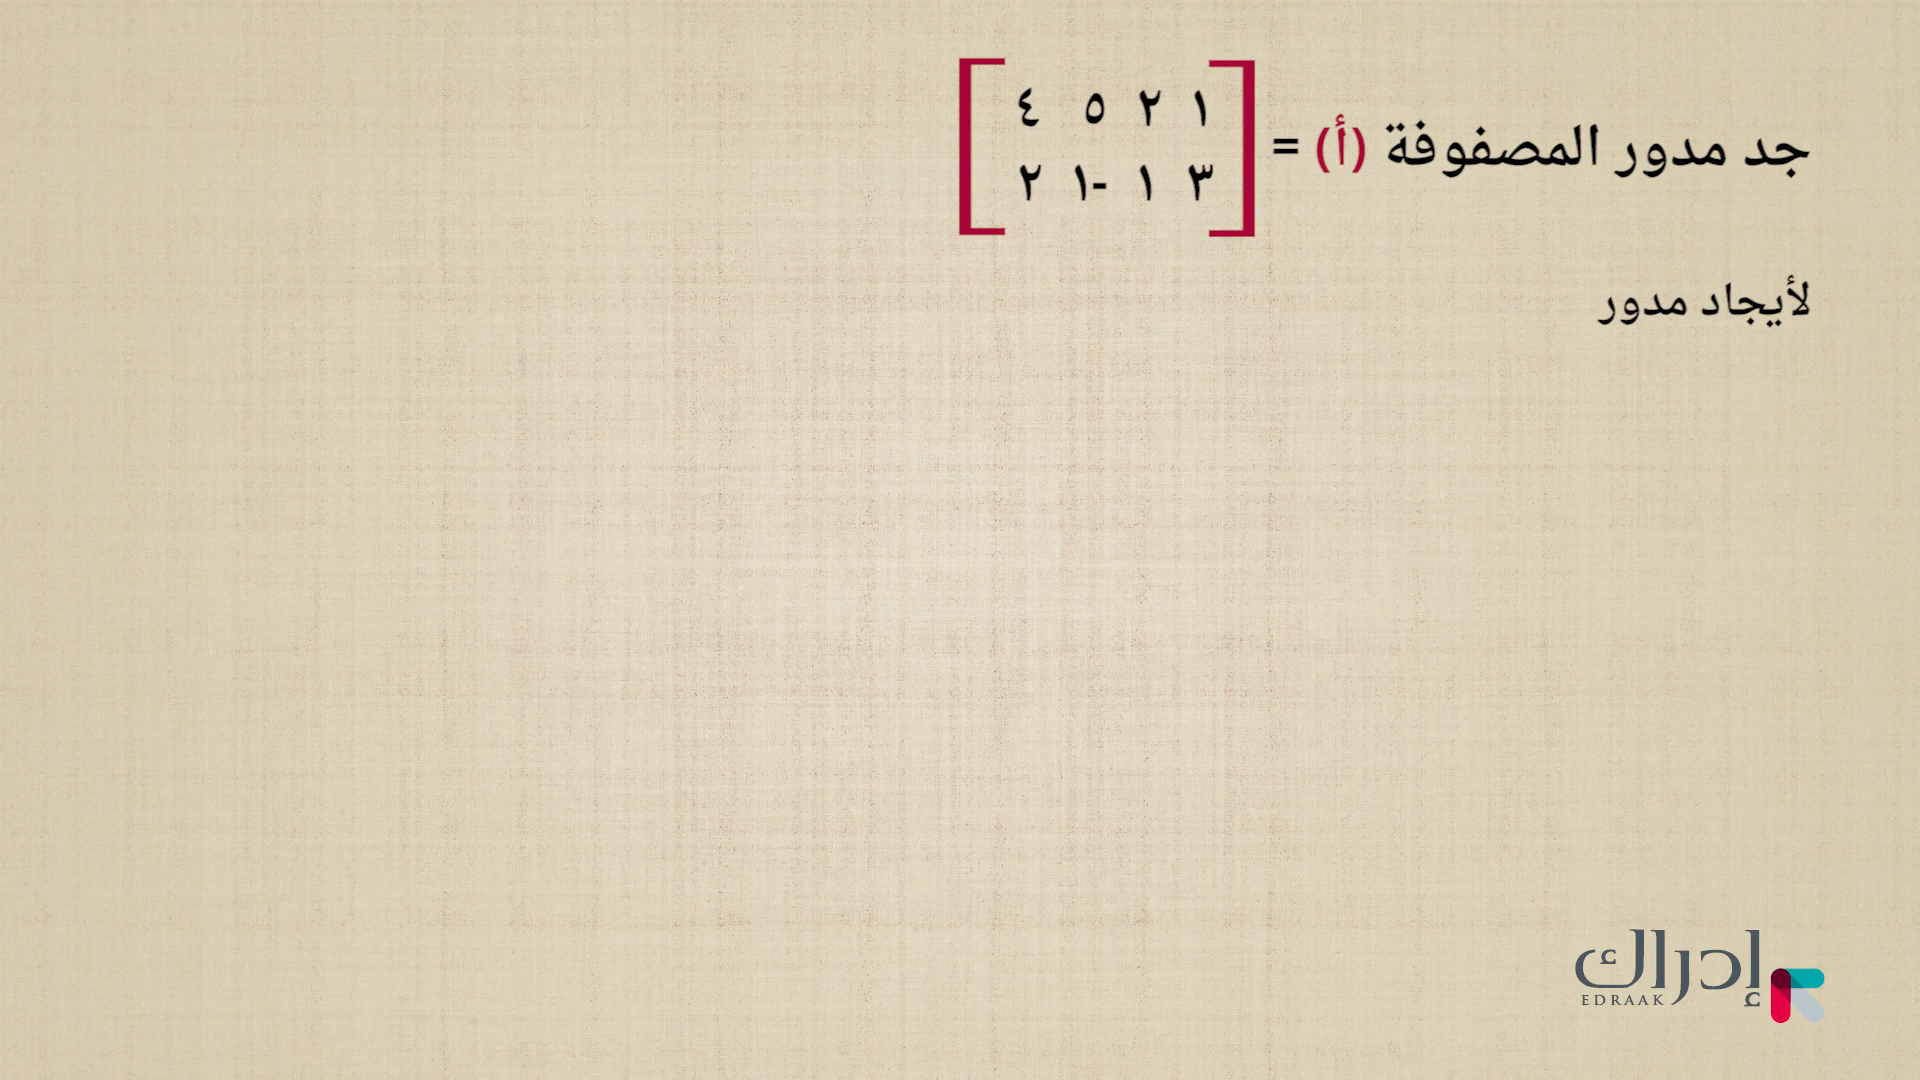 جد مدور المصفوفة (أ) =
١ ٢ ٥ ٤
٣ ١ -١ ٢
لأيجاد مدور
إدراك
EDRAAK